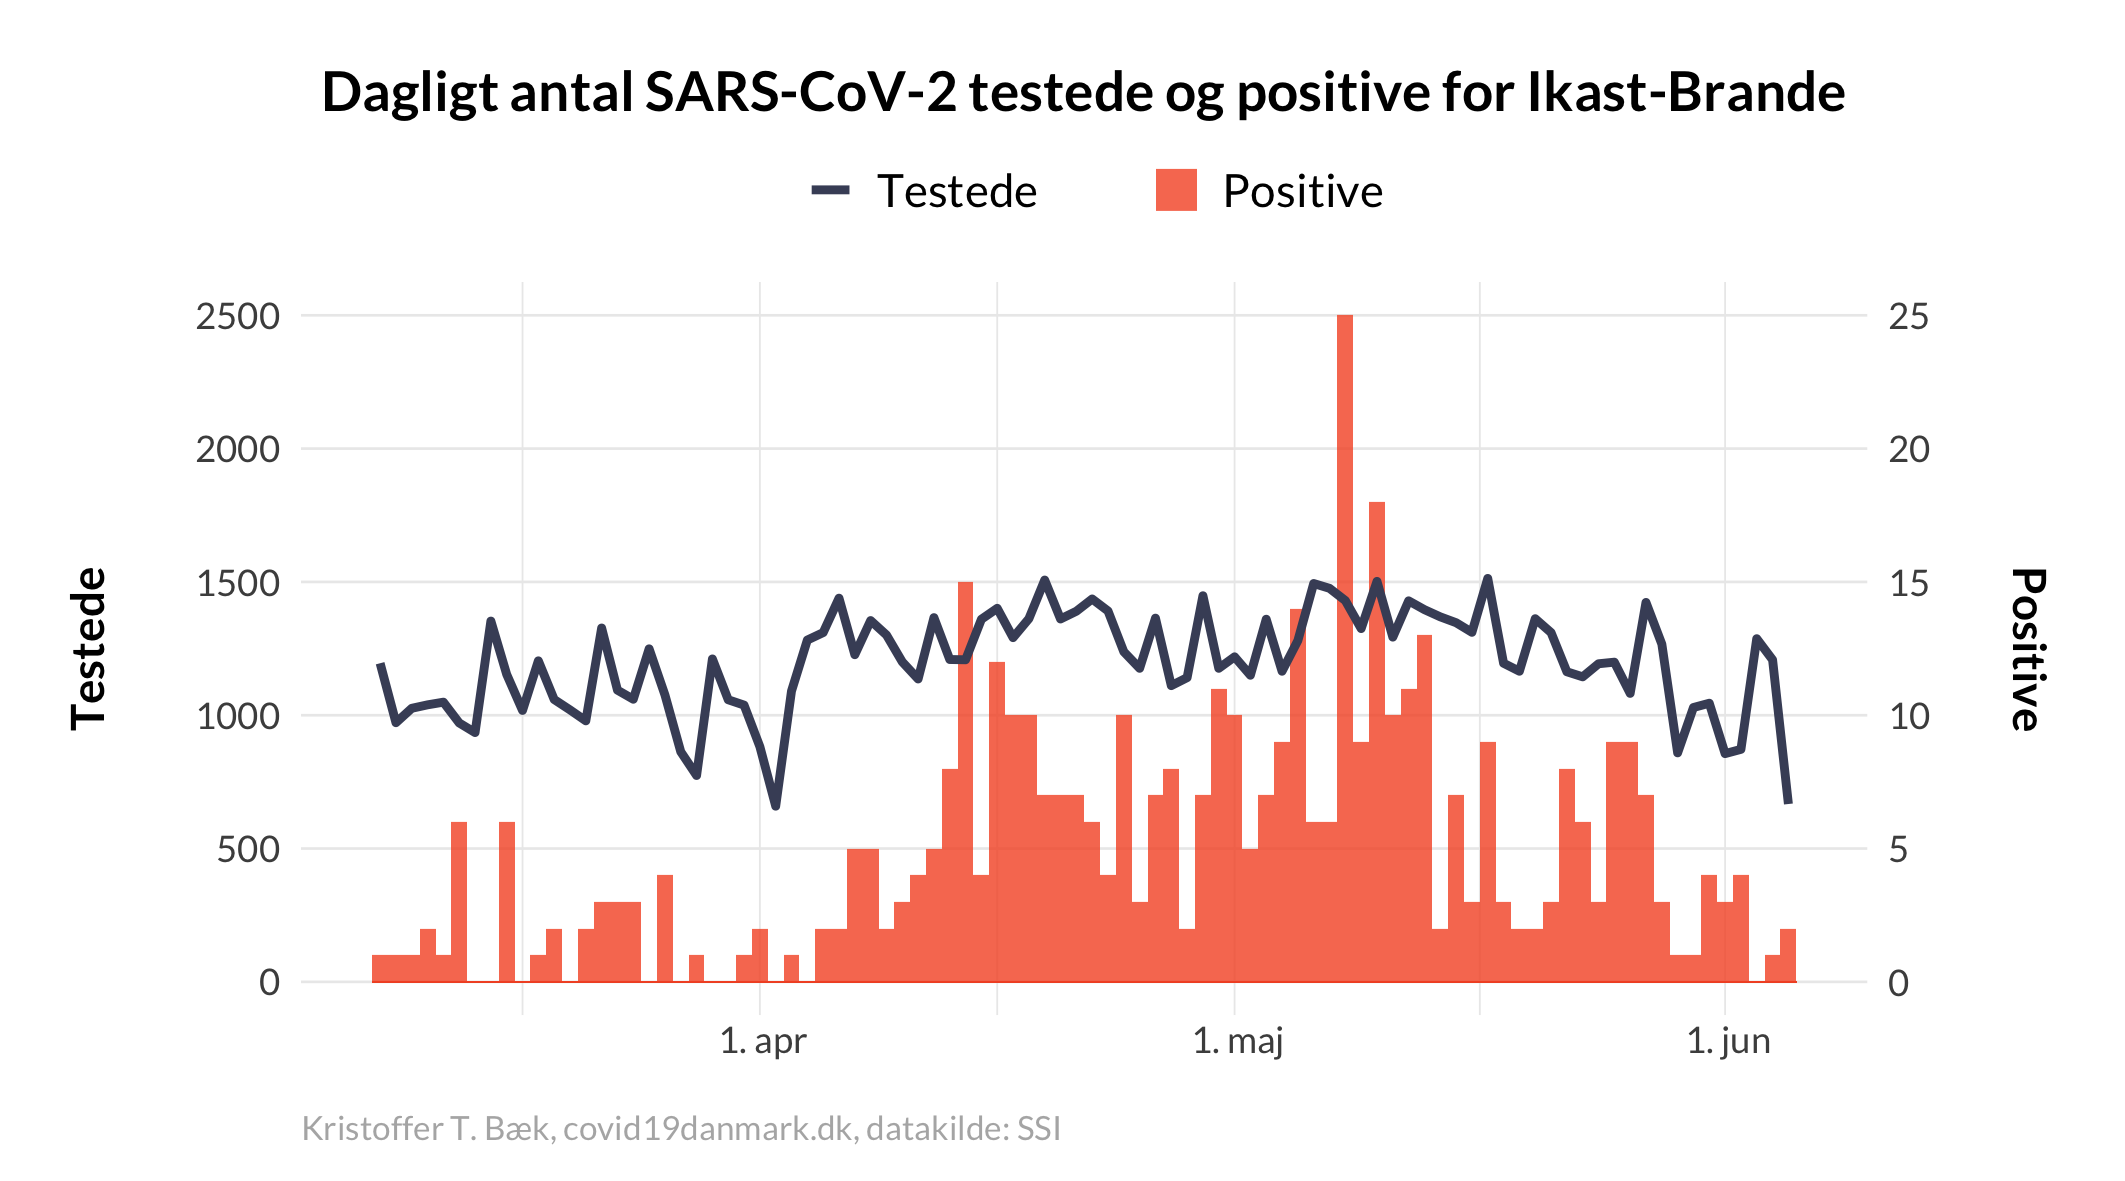 Dagligt antal SARS-CoV-2 testede og positive for Ikast-Brande
Testede
Positive
2500
2000
1500
1000
500
0
Testede
25
20
15
10
5
0
Positive
1. apr
1. maj
1. jun
Kristoffer T. Bæk, covid19danmark.dk, datakilde: SSI